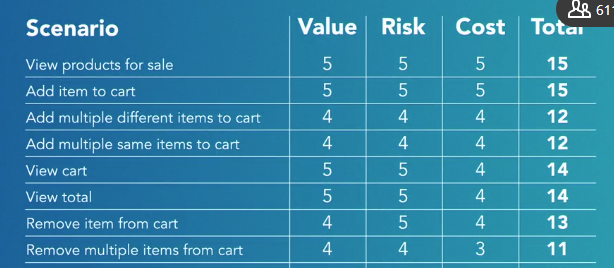 Scenario Value Risk Cost Total
View products for sale 5 5 5 15
Add item to cart 5 5 5 15
Add multiple different items to cart 4 4 4 12
Add multiple same items to cart 4 4 4 12
View cart 5 5 4 14
View total 5 5 4 14
Remove item from cart 4 5 4 13
Remove multiple items from cart 4 4 3 11